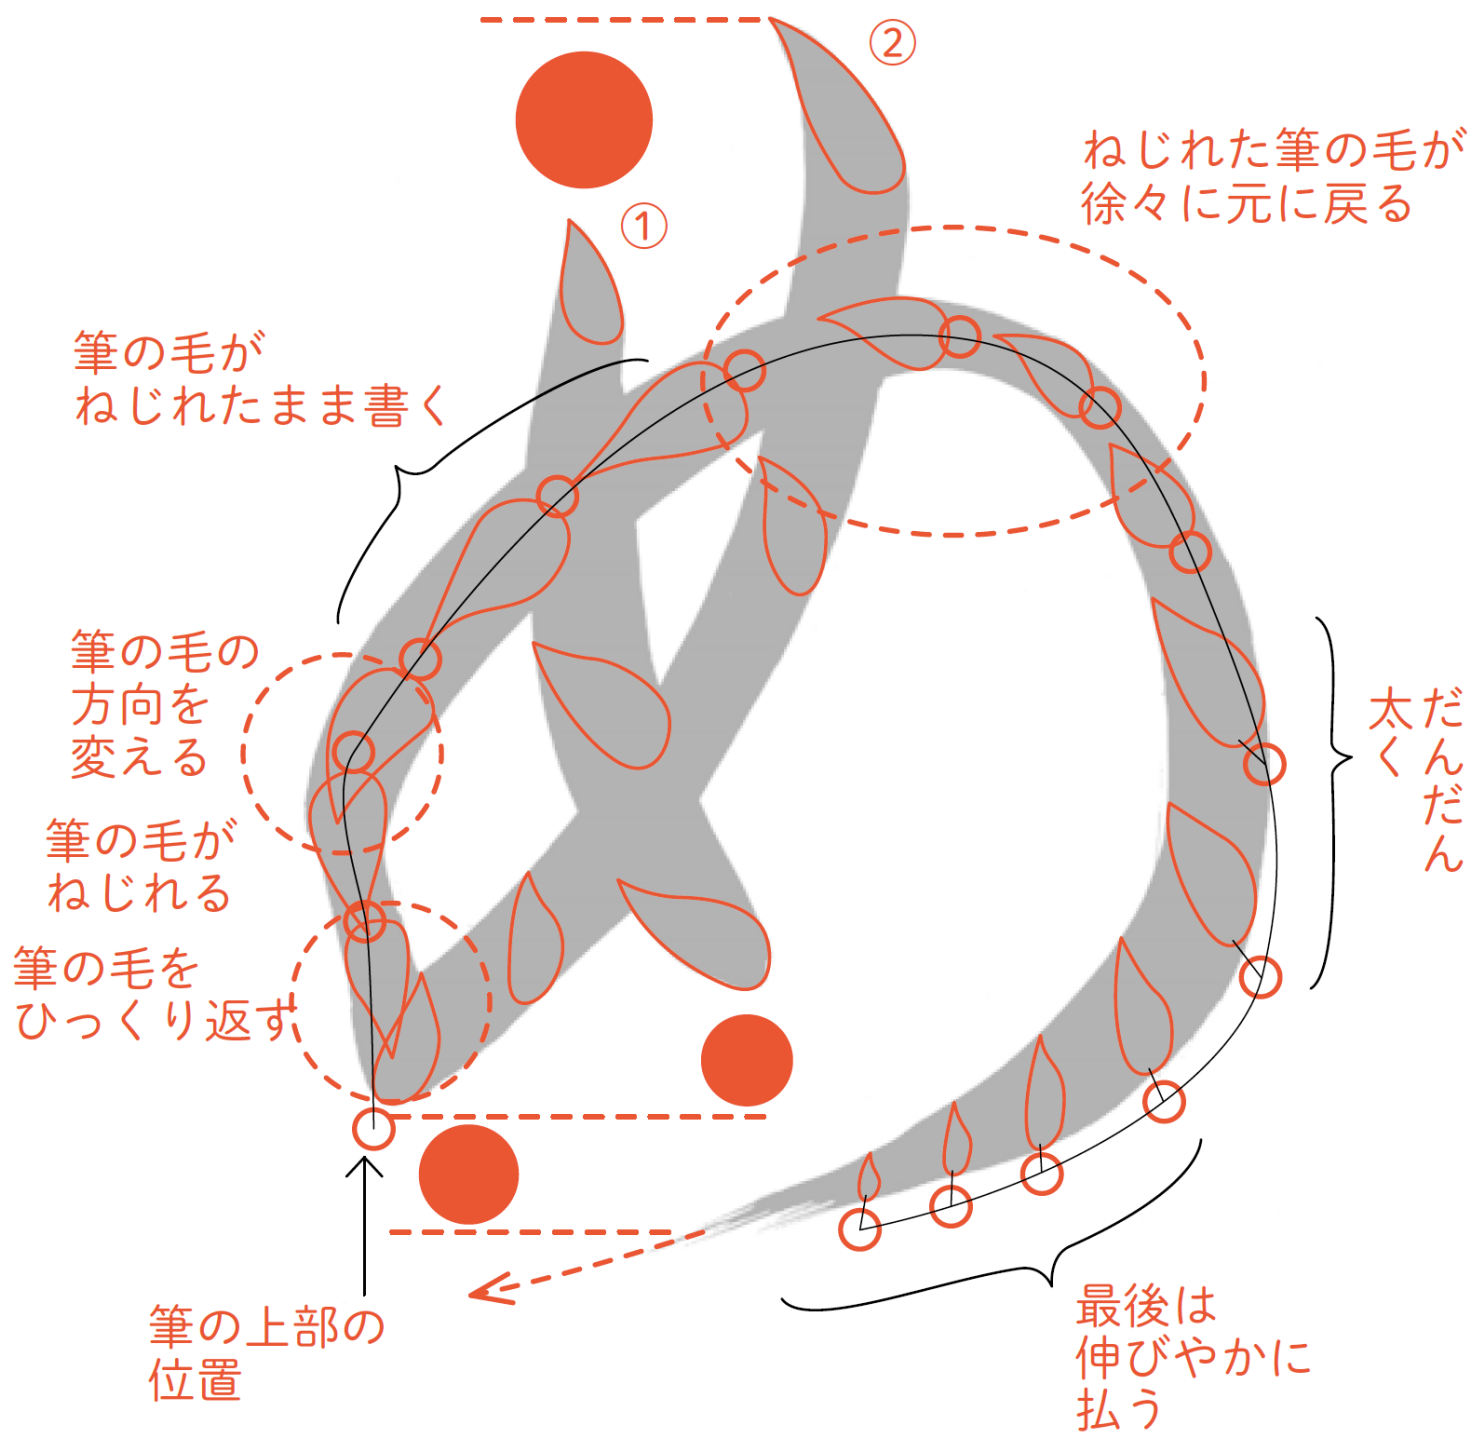 ②
①
ねじれた筆の毛が
徐々に元に戻る
筆の毛が
ねじれたまま書く
筆の毛の
方向を
変える
筆の毛が
ねじれる
筆の毛を
ひっくり返す
だんだん
太く
筆の上部の
位置
最後は
伸びやかに
払う